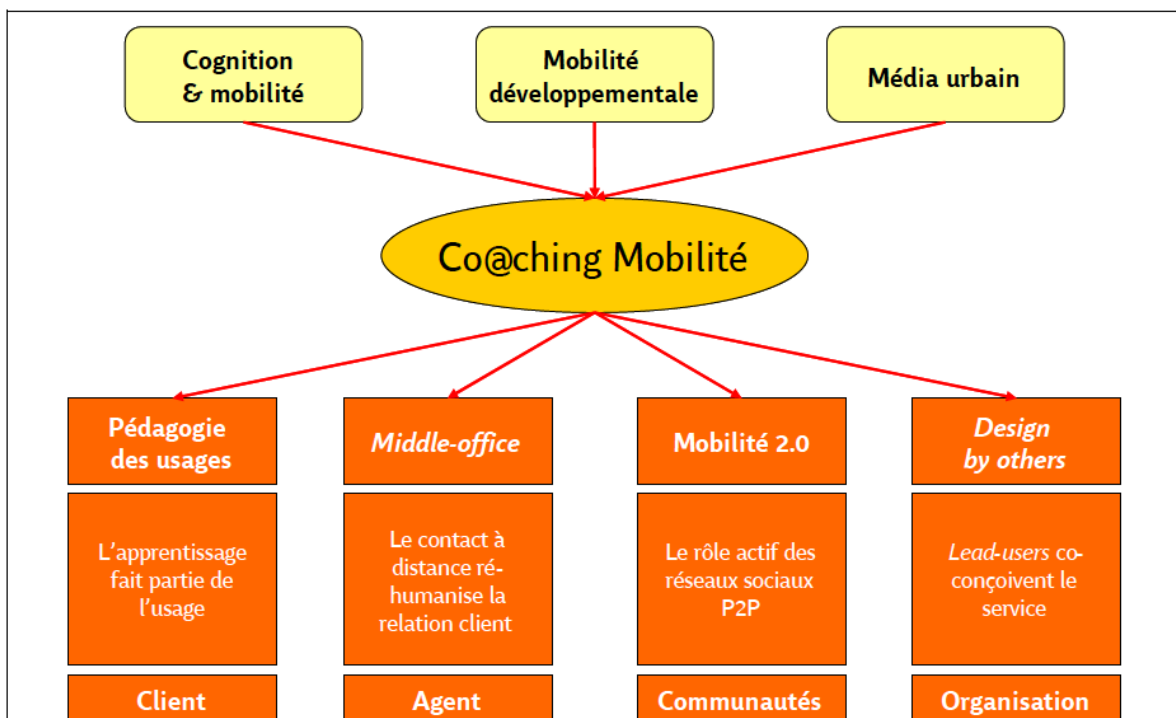 Cognition
& mobilité
Mobilité
développementale
Média urbain
Co@ching Mobilité
Pédagogie
des usages
Middle-office
Mobilité 2.0
Design
by others
L'apprentissage
fait partie de
l'usage
Le contact à
distance ré-
humanise la
relation client
Le rôle actif des
réseaux sociaux
P2P
Lead-users co-
conçoivent le
service
Client
Agent
Communautés
Organisation